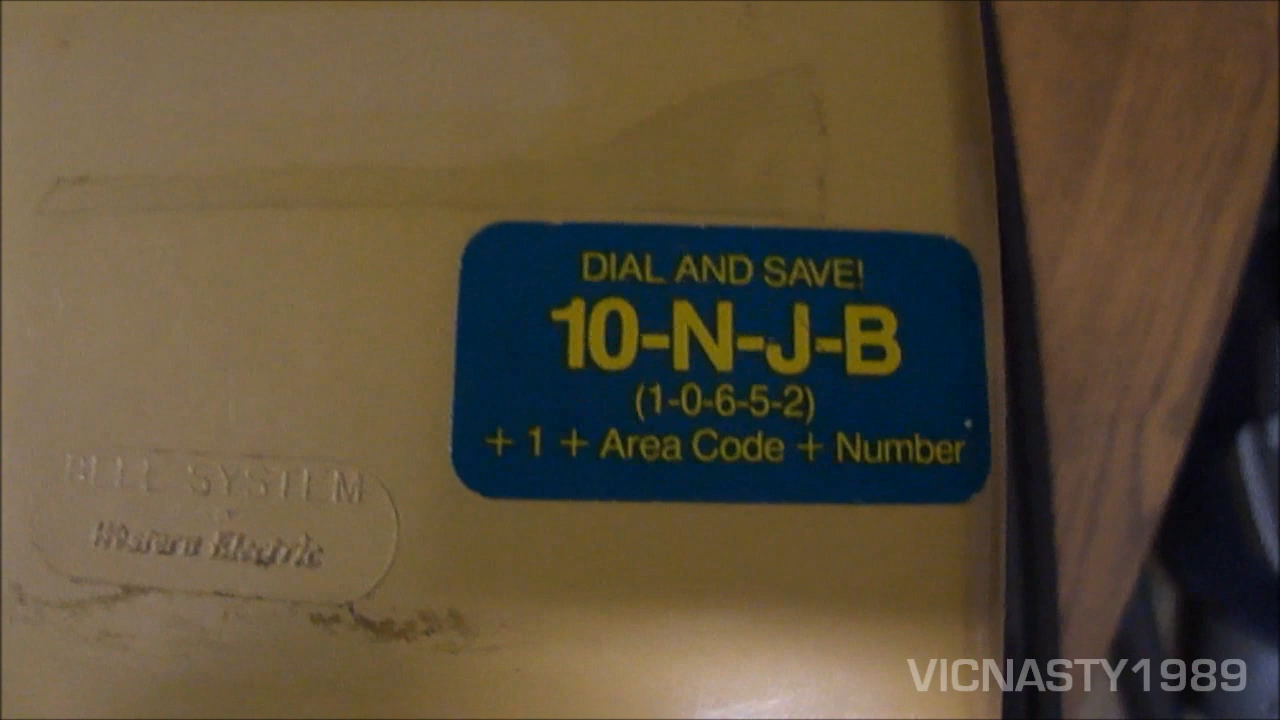 DIAL AND SAVE!
10-N-J-B
(1-0-6-5-2)
+ 1 + Area Code + Number
BELL SYSTEM
Western Electric
VICNASTY1989